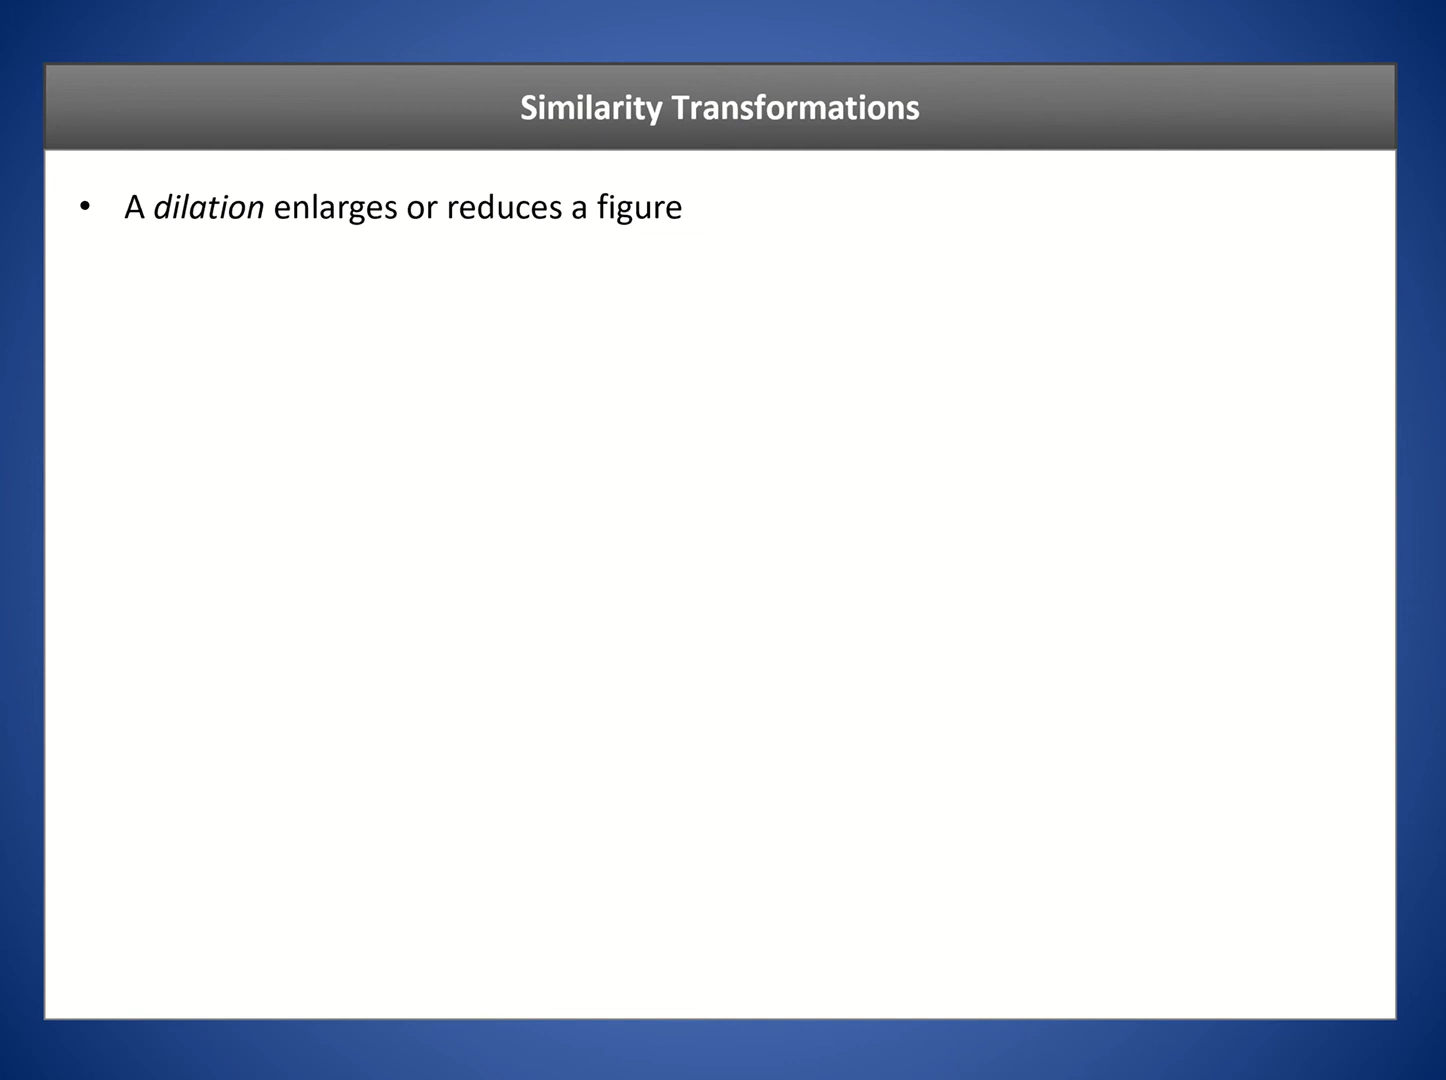 Similarity Transformations
• A dilation enlarges or reduces a figure